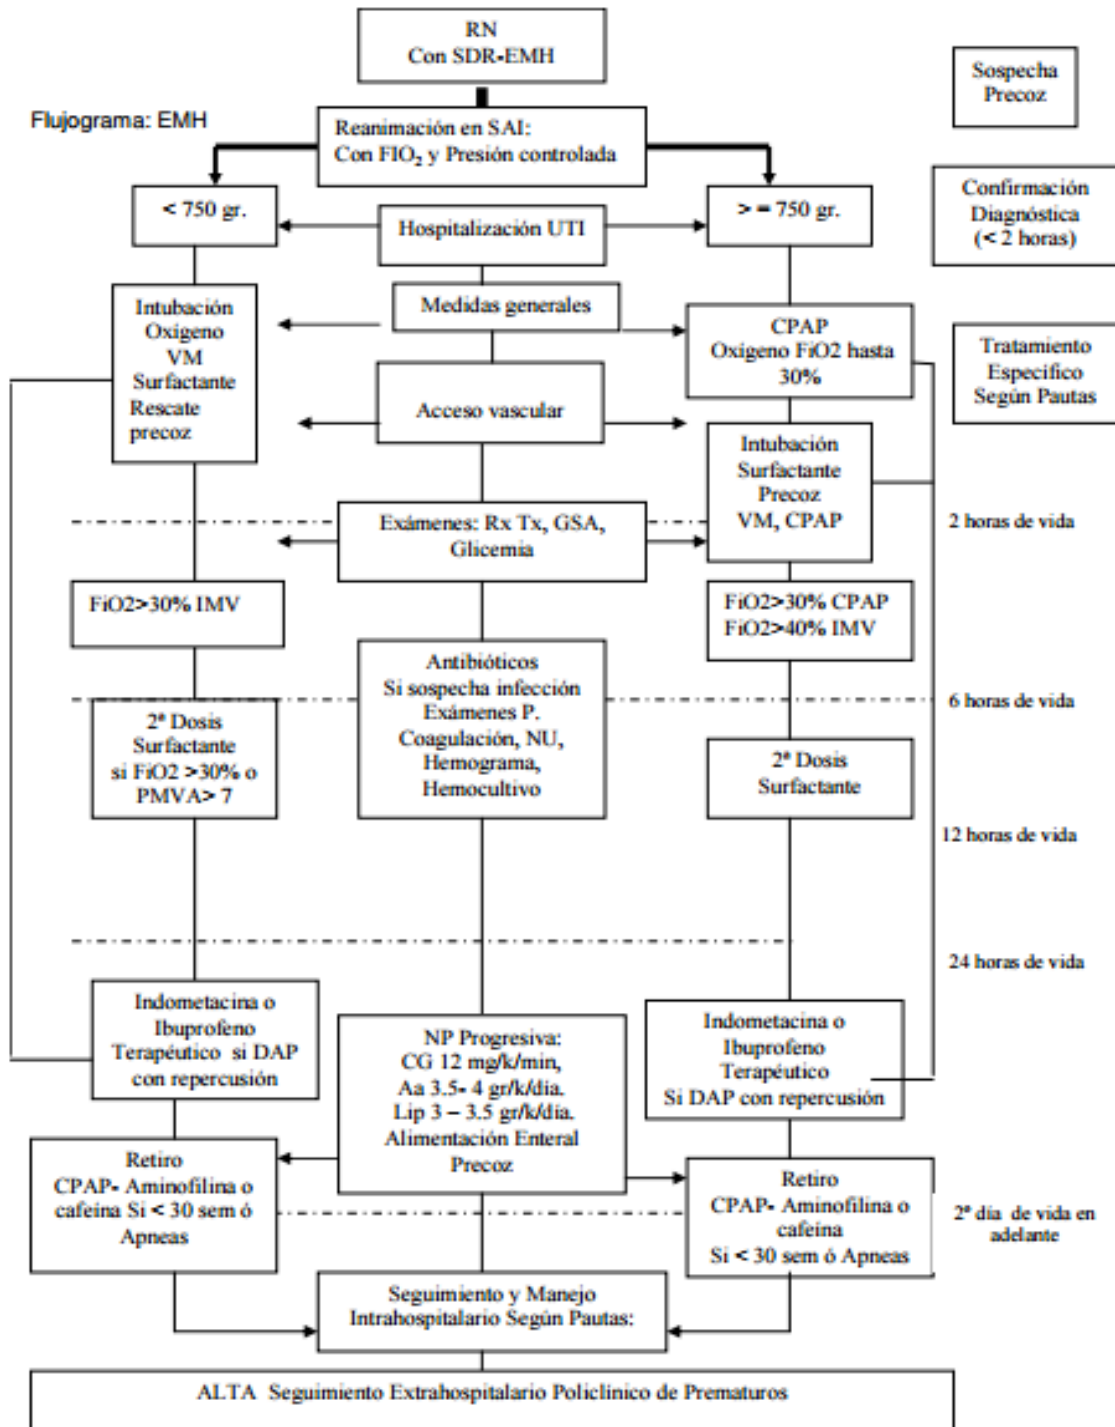 RN
Con SDR-EMH
Sospecha
Precoz
Flujograma: EMH
Reanimación en SAI:
Con FIO₂ y Presión controlada
< 750 gr.
Hospitalización UTI
> = 750 gr.
Confirmación
Diagnóstica
(< 2 horas)
Intubación
Oxígeno
VM
Surfactante
Rescate
precoz
Medidas generales
CPAP
Oxígeno FiO2 hasta
30%
Tratamiento
Especifico
Según Pautas
Acceso vascular
Intubación
Surfactante
Precoz
VM, CPAP
Exámenes: Rx Tx, GSA,
Glicemia
2 horas de vida
FiO2>30% IMV
FiO2>30% CPAP
FiO2>40% IMV
Antibióticos
Si sospecha infección
Exámenes P.
Coagulación, NU,
Hemograma,
Hemocultivo
6 horas de vida
2ª Dosis
Surfactante
si FiO2 >30% o
PMVA> 7
2ª Dosis
Surfactante
12 horas de vida
24 horas de vida
Indometacina o
Ibuprofeno
Terapéutico si DAP
con repercusión
NP Progresiva:
CG 12 mg/k/min,
Aa 3.5- 4 gr/k/día.
Lip 3 – 3.5 gr/k/día.
Alimentación Enteral
Precoz
Indometacina o
Ibuprofeno
Terapéutico
Si DAP con repercusión
Retiro
CPAP- Aminofilina o
cafeína Si < 30 sem ó
Apneas
Retiro
CPAP- Aminofilina o
cafeína
Si < 30 sem ó Apneas
2º día de vida en
adelante
Seguimiento y Manejo
Intrahospitalario Según Pautas:
ALTA Seguimiento Extrahospitalario Policlínico de Prematuros